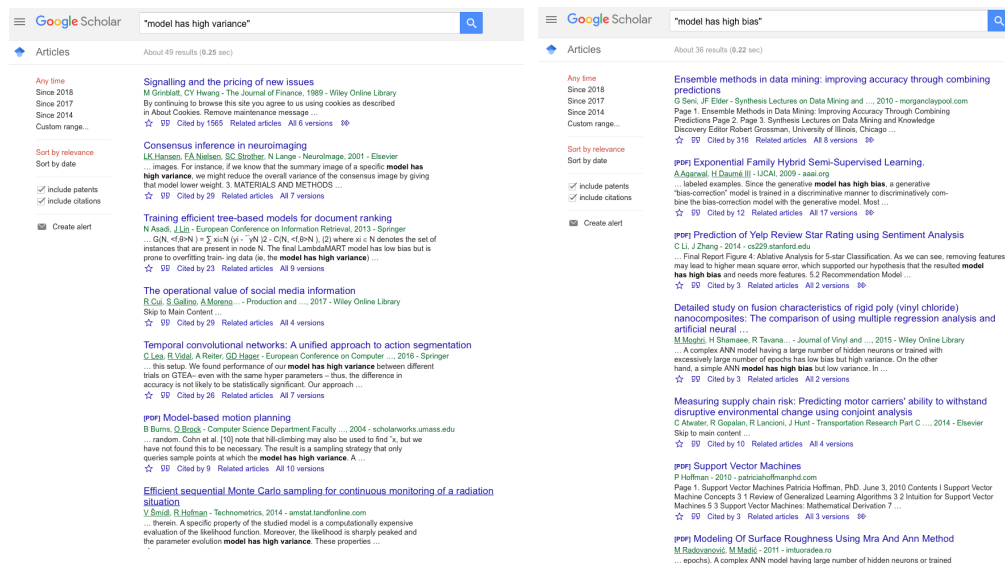 Google Scholar
"model has high variance"
Articles
About 49 results (0.25 sec)
Any time
Since 2018
Since 2017
Since 2014
Custom range...
Sort by relevance
Sort by date
include patents
include citations
Create alert
Signalling and the pricing of new issues
M Grinblatt, CY Hwang - The Journal of Finance, 1989 - Wiley Online Library
By continuing to browse this site you agree to us using cookies as described
in About Cookies. Remove maintenance message ...
Cited by 1565 Related articles All 6 versions
Consensus inference in neuroimaging
LK Hansen, FÅ Nielsen, SC Strother, N Lange - NeuroImage, 2001 - Elsevier
... images. For instance, if we know that the summary image of a specific model has
high variance, we might reduce the overall variance of the consensus image by giving
that model lower weight. 3. MATERIALS AND METHODS ...
Cited by 29 Related articles All 7 versions
Training efficient tree-based models for document ranking
N Asadi, J Lin - European Conference on Information Retrieval, 2013 - Springer
... G(N, <f,θ>N ) = ∑ xi∈N (yi - ¯yN )2 - C(N, <f,θ>N ), (2) where xi ∈ N denotes the set of
instances that are present in node N. The final LambdaMART model has low bias but is
prone to overfitting train- ing data (ie, the model has high variance) ...
Cited by 23 Related articles All 9 versions
The operational value of social media information
R Cui, S Gallino, A Moreno... - Production and ..., 2017 - Wiley Online Library
Skip to Main Content ...
Cited by 29 Related articles All 4 versions
Temporal convolutional networks: A unified approach to action segmentation
C Lea, R Vidal, A Reiter, GD Hager - European Conference on Computer ..., 2016 - Springer
... this setup. We found performance of our model has high variance between different
trials on GTEA– even with the same hyper parameters – thus, the difference in
accuracy is not likely to be statistically significant. Our approach ...
Cited by 26 Related articles All 7 versions
[PDF] Model-based motion planning
B Burns, O Brock - Computer Science Department Faculty ..., 2004 - scholarworks.umass.edu
... random. Cohn et al. [10] note that hill-climbing may also be used to find ˜x, but we
have not found this to be necessary. The result is a sampling strategy that only
queries sample points at which the model has high variance. A ...
Cited by 9 Related articles All 10 versions
Efficient sequential Monte Carlo sampling for continuous monitoring of a radiation
situation
V Šmídl, R Hofman - Technometrics, 2014 - amstat.tandfonline.com
... therein. A specific property of the studied model is a computationally expensive
evaluation of the likelihood function. Moreover, the likelihood is sharply peaked and
the parameter evolution model has high variance. These properties ...
Google Scholar
"model has high bias"
Articles
About 36 results (0.22 sec)
Any time
Since 2018
Since 2017
Since 2014
Custom range...
Sort by relevance
Sort by date
include patents
include citations
Create alert
Ensemble methods in data mining: improving accuracy through combining
predictions
G Seni, JF Elder - Synthesis Lectures on Data Mining and ..., 2010 - morganclaypool.com
Page 1. Ensemble Methods in Data Mining: Improving Accuracy Through Combining
Predictions Page 2. Page 3. Synthesis Lectures on Data Mining and Knowledge
Discovery Editor Robert Grossman, University of Illinois, Chicago ...
Cited by 316 Related articles All 8 versions
[PDF] Exponential Family Hybrid Semi-Supervised Learning.
A Agarwal, H Daumé III - IJCAI, 2009 - aaai.org
... labeled examples. Since the generative model has high bias, a generative
"bias-correction" model is trained in a discriminative manner to discriminatively com-
bine the bias-correction model with the generative model. Most ...
Cited by 12 Related articles All 17 versions
[PDF] Prediction of Yelp Review Star Rating using Sentiment Analysis
C Li, J Zhang - 2014 - cs229.stanford.edu
... Final Report Figure 4: Ablative Analysis for 5-star Classification. As we can see, removing features
may lead to higher mean square error, which supported our hypothesis that the resulted model
has high bias and needs more features. 5.2 Recommendation Model ...
Cited by 3 Related articles All 2 versions
Detailed study on fusion characteristics of rigid poly (vinyl chloride)
nanocomposites: The comparison of using multiple regression analysis and
artificial neural ...
M Moghri, H Shamaee, R Tavana... - Journal of Vinyl and ..., 2015 - Wiley Online Library
... A complex ANN model having a large number of hidden neurons or trained with
excessively large number of epochs has low bias but high variance. On the other
hand, a simple ANN model has high bias but low variance. In ...
Cited by 3 Related articles All 2 versions
Measuring supply chain risk: Predicting motor carriers' ability to withstand
disruptive environmental change using conjoint analysis
C Atwater, R Gopalan, R Lancioni, J Hunt - Transportation Research Part C ..., 2014 - Elsevier
Skip to main content ...
Cited by 10 Related articles All 4 versions
[PDF] Support Vector Machines
P Hoffman - 2010 - patriciahoffmanphd.com
Page 1. Support Vector Machines Patricia Hoffman, PhD. June 3, 2010 Contents I Support Vector
Machine Concepts 3 1 Review of Generalized Learning Algorithms 3 2 Intuition for Support Vector
Machines 5 3 Support Vector Machines: Mathematical Derivation 7 ...
Cited by 3 Related articles All 3 versions
[PDF] Modeling Of Surface Roughness Using Mra And Ann Method
M Radovanović, M Madić - 2011 - imtuoradea.ro
... epochs). A complex ANN model having large number of hidden neurons or trained